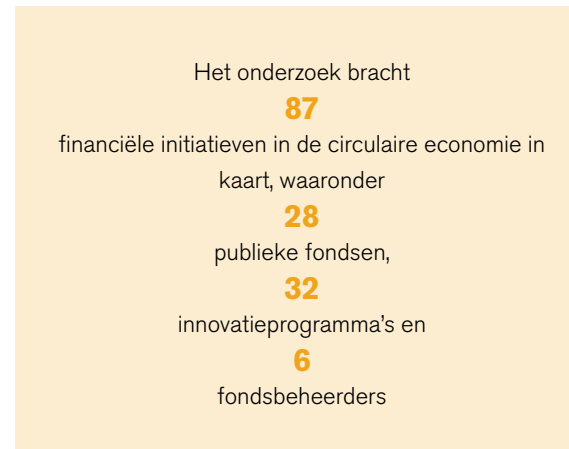 Het onderzoek bracht
87
financiële initiatieven in de circulaire economie in
kaart, waaronder
28
publieke fondsen,
32
innovatieprogramma's en
6
fondsbeheerders